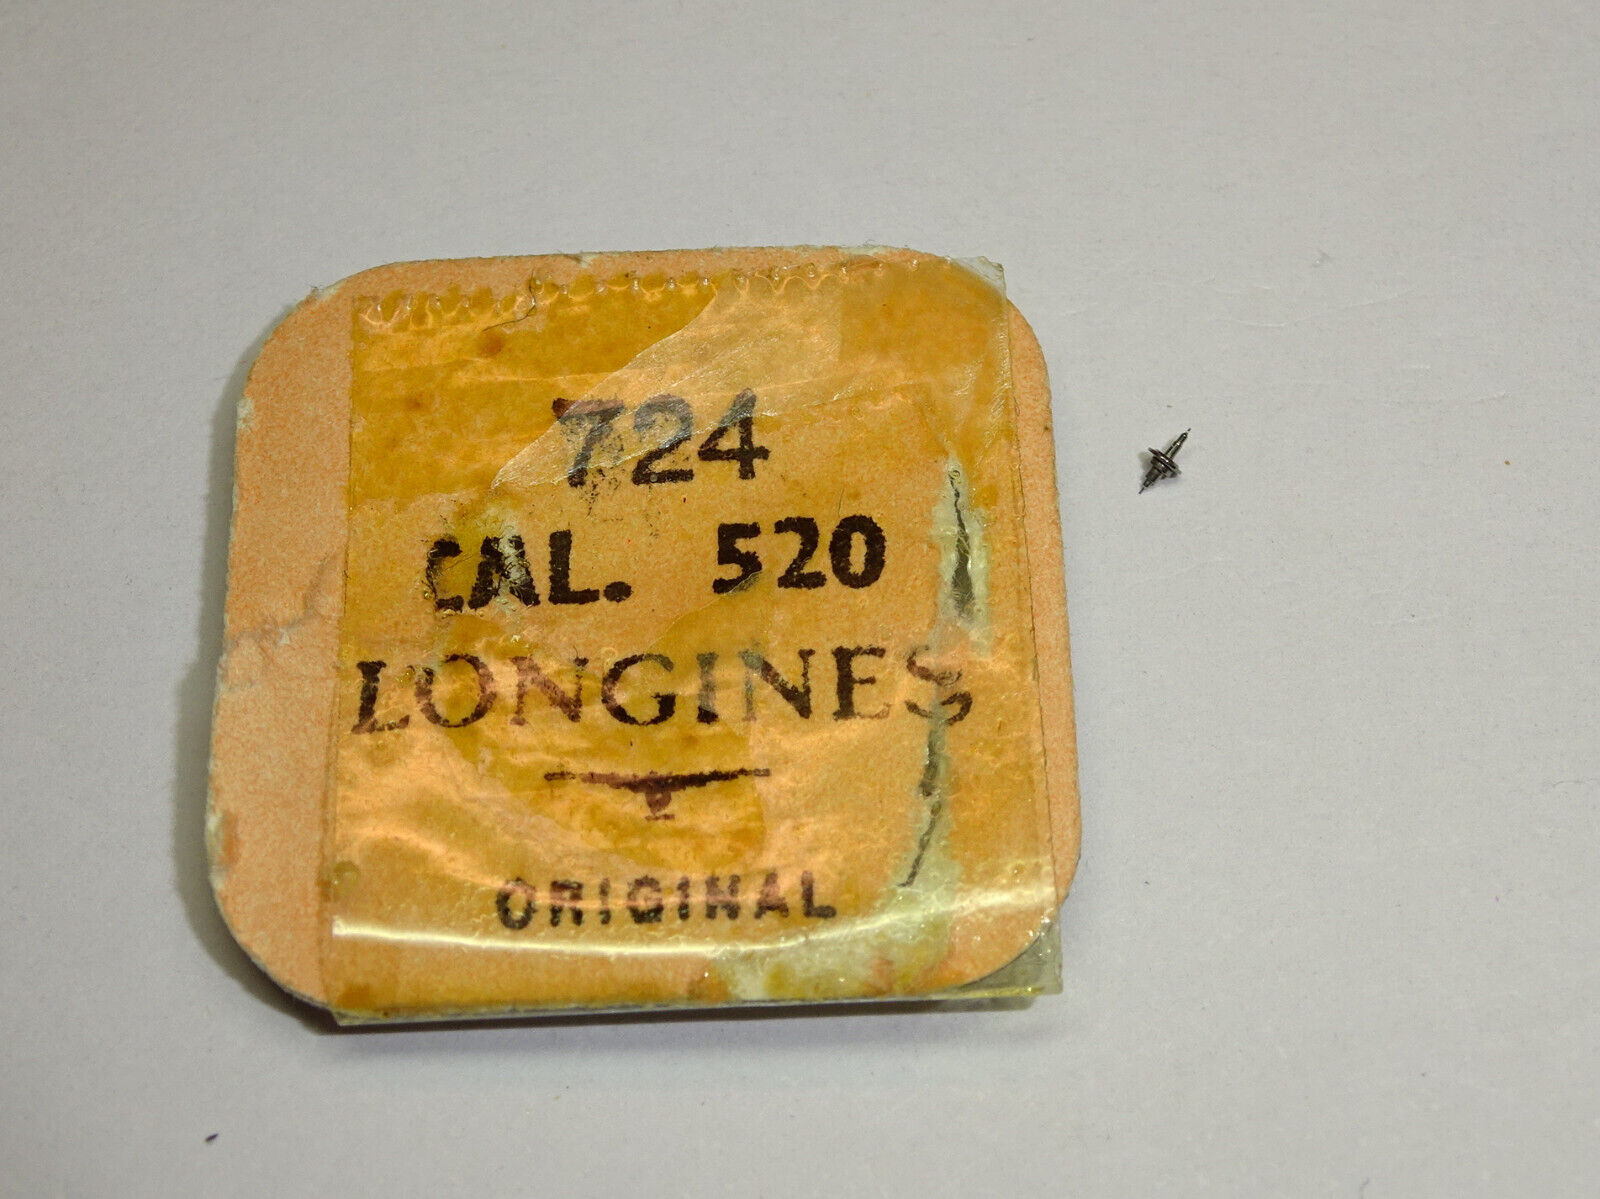 724
CAL. 520
LONGINES
ORIGINAL